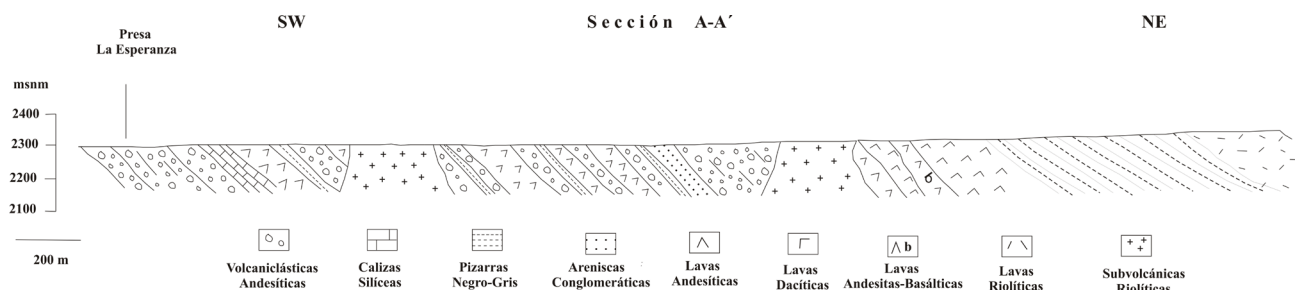 SW
Sección A-A´
NE
Presa
La Esperanza
msnm
2400
2300
2200
2100
200 m
b
Volcaniclásticas
Andesíticas
Calizas
Silíceas
Pizarras
Negro-Gris
Areniscas
Conglomeráticas
Lavas
Andesíticas
Lavas
Dacíticas
Lavas
Andesitas-Basálticas
Lavas
Riolíticas
Subvolcánicas
Riolíticas